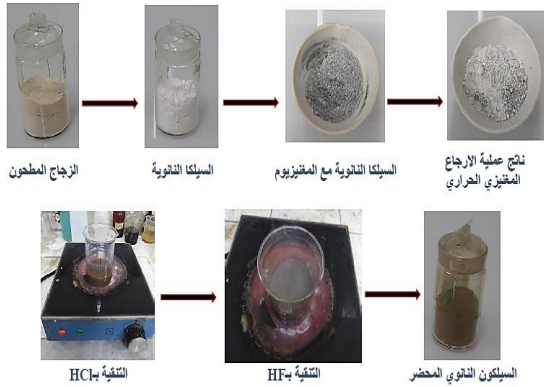 الزجاج المطحون
السيلكا النانوية
السيلكا النانوية مع المغنيزيوم
ناتج عملية الارجاع
المغنيزي الحراري
التنقية بـHCl
التنقية بـHF
السيلكون النانوي المحضر